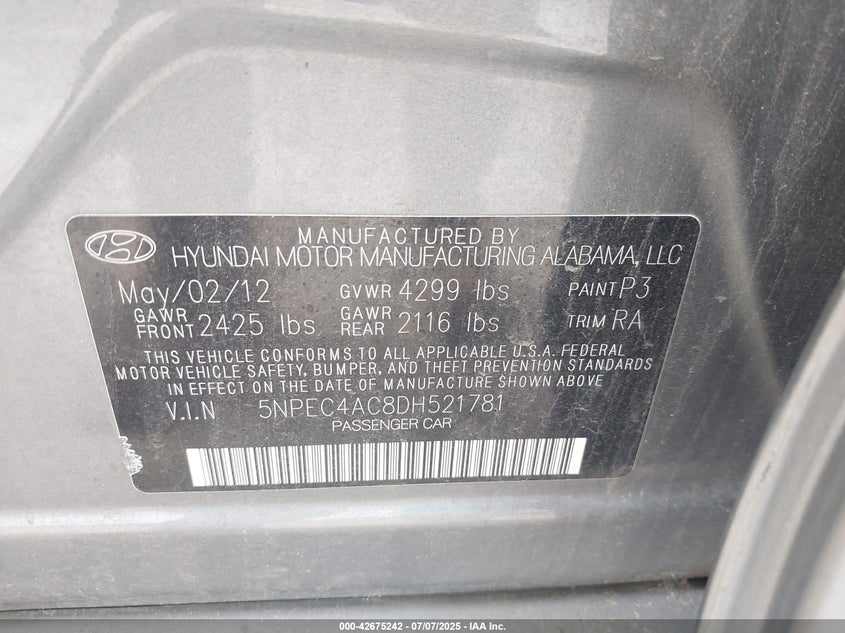 MANUFACTURED BY
HYUNDAI MOTOR MANUFACTURING ALABAMA, LLC
May/02/12 GVWR 4299 lbs PAINT P3
GAWR FRONT 2425 lbs GAWR REAR 2116 lbs TRIM RA
THIS VEHICLE CONFORMS TO ALL APPLICABLE U.S.A. FEDERAL
MOTOR VEHICLE SAFETY, BUMPER, AND THEFT PREVENTION STANDARDS
IN EFFECT ON THE DATE OF MANUFACTURE SHOWN ABOVE
V.I.N 5NPEC4AC8DH521781
PASSENGER CAR
000-42675242 - 07/07/2025 - IAA Inc.